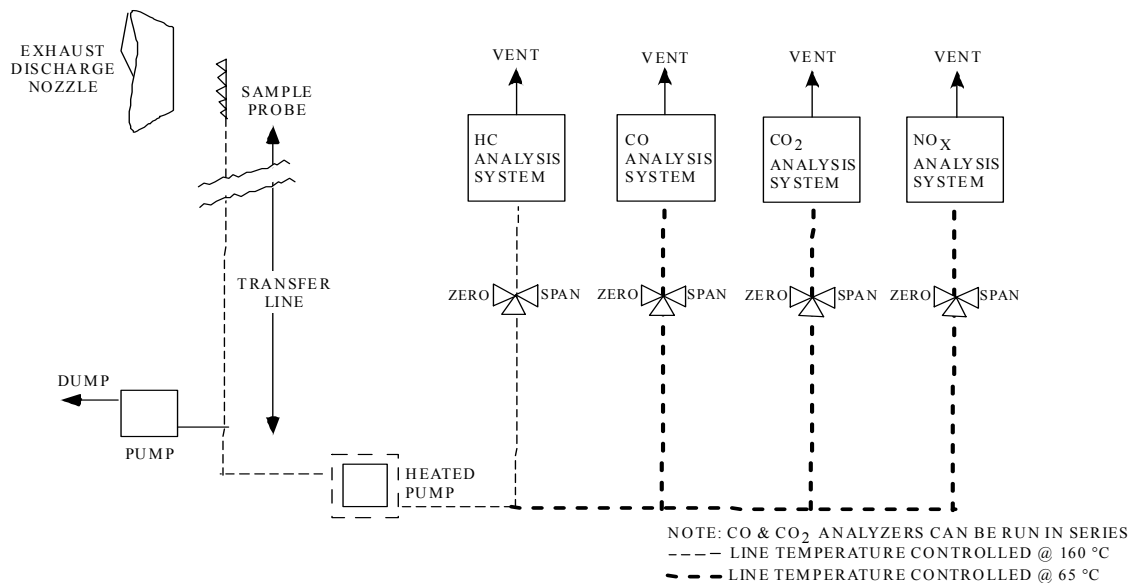 EXHAUST
DISCHARGE
NOZZLE
SAMPLE
PROBE
TRANSFER
LINE
DUMP
PUMP
HEATED
PUMP
VENT
HC
ANALYSIS
SYSTEM
ZERO
SPAN
VENT
CO
ANALYSIS
SYSTEM
ZERO
SPAN
VENT
CO2
ANALYSIS
SYSTEM
ZERO
SPAN
VENT
NOX
ANALYSIS
SYSTEM
ZERO
SPAN
NOTE: CO & CO2 ANALYZERS CAN BE RUN IN SERIES
LINE TEMPERATURE CONTROLLED @ 160 °C
LINE TEMPERATURE CONTROLLED @ 65 °C